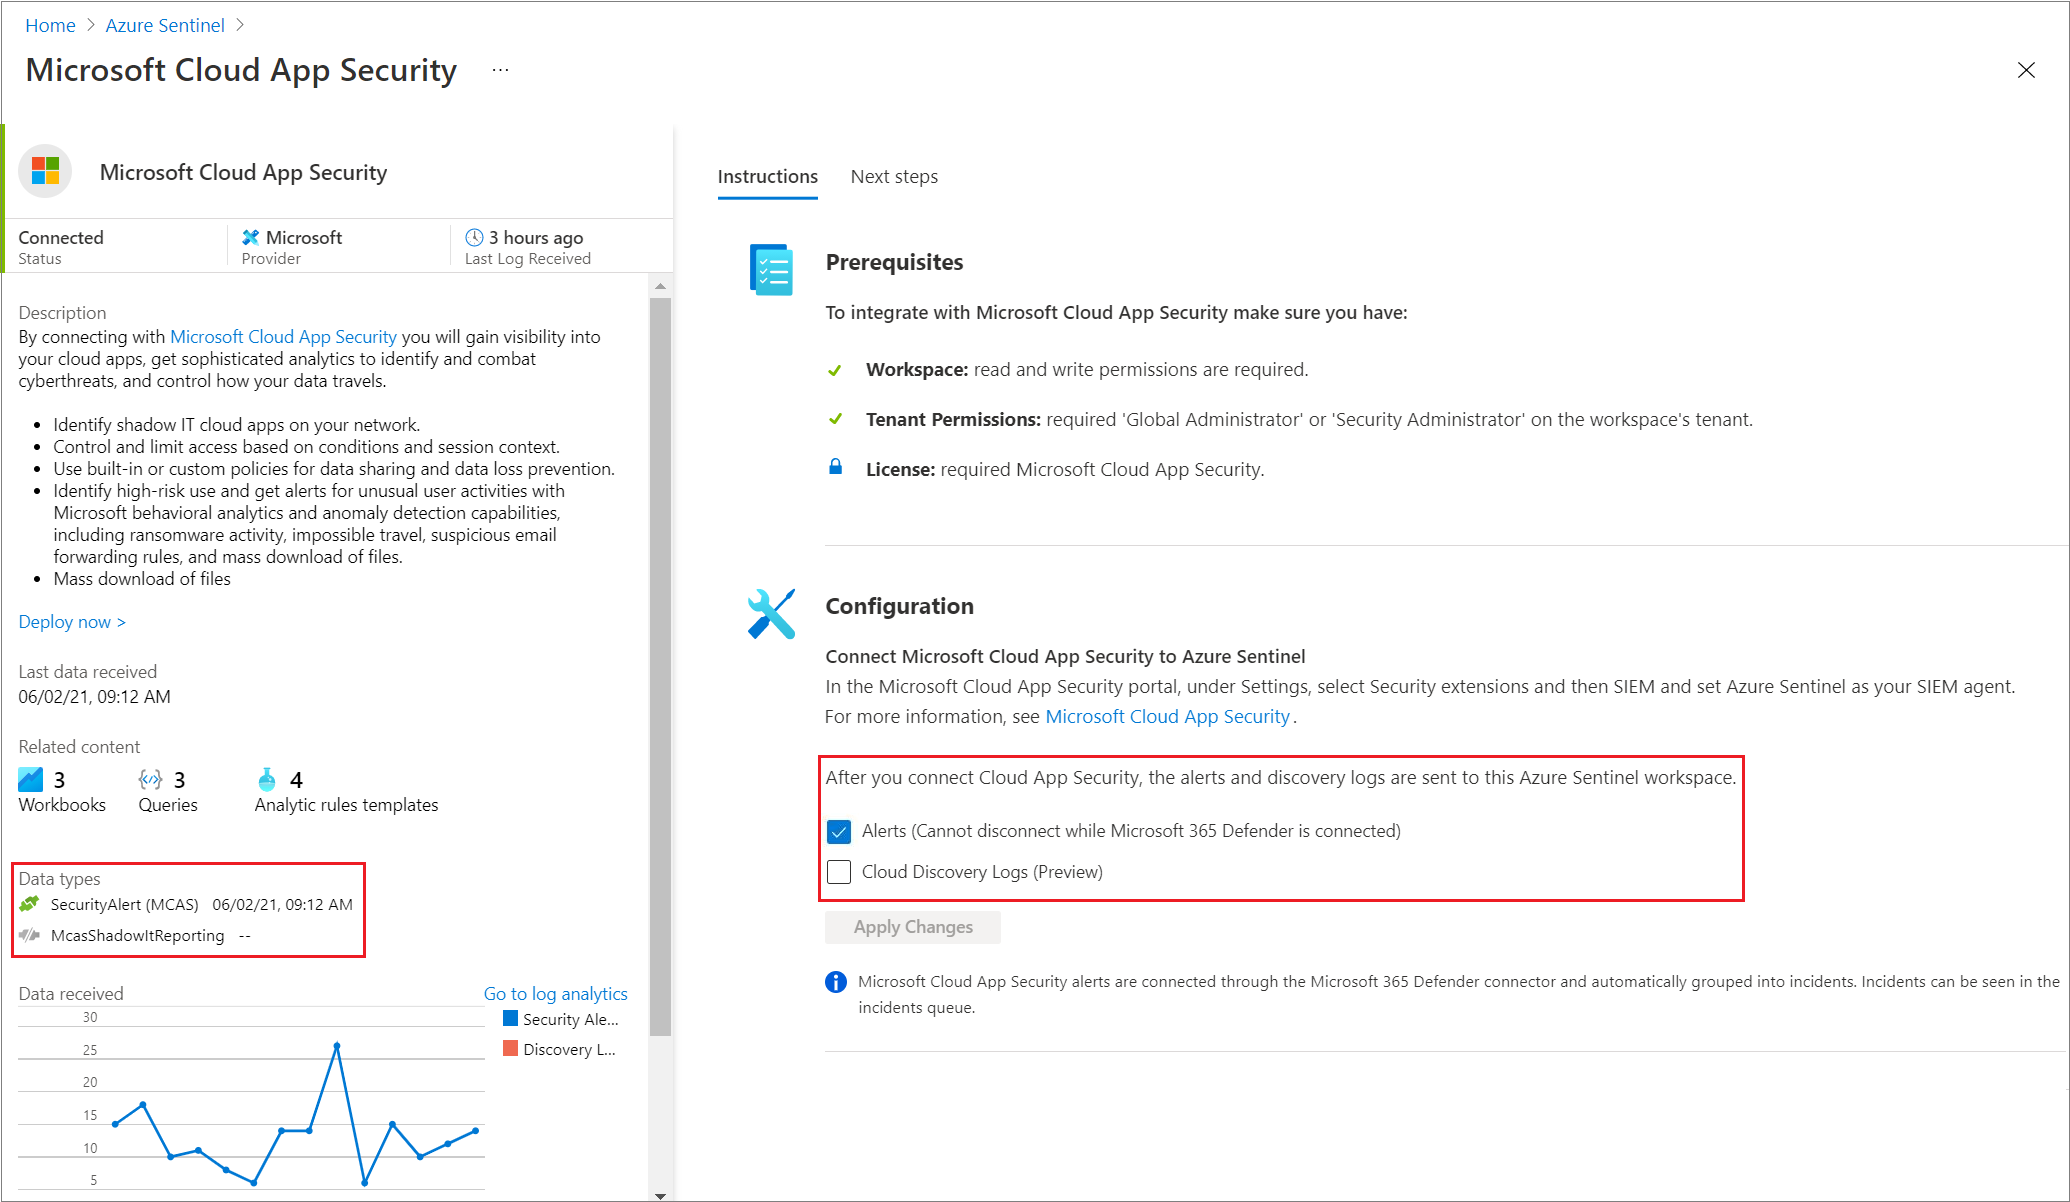 Home > Azure Sentinel >
Microsoft Cloud App Security ...
Microsoft Cloud App Security
Connected
Status
Microsoft
Provider
3 hours ago
Last Log Received
Description
By connecting with Microsoft Cloud App Security you will gain visibility into
your cloud apps, get sophisticated analytics to identify and combat
cyberthreats, and control how your data travels.
• Identify shadow IT cloud apps on your network.
• Control and limit access based on conditions and session context.
• Use built-in or custom policies for data sharing and data loss prevention.
• Identify high-risk use and get alerts for unusual user activities with
Microsoft behavioral analytics and anomaly detection capabilities,
including ransomware activity, impossible travel, suspicious email
forwarding rules, and mass download of files.
• Mass download of files
Deploy now >
Last data received
06/02/21, 09:12 AM
Related content
3
Workbooks
3
Queries
4
Analytic rules templates
Data types
SecurityAlert (MCAS) 06/02/21, 09:12 AM
McasShadowItReporting --
Data received
Go to log analytics
30
25
20
15
10
5
Security Ale...
Discovery L...
Instructions
Next steps
Prerequisites
To integrate with Microsoft Cloud App Security make sure you have:
Workspace: read and write permissions are required.
Tenant Permissions: required 'Global Administrator' or 'Security Administrator' on the workspace's tenant.
License: required Microsoft Cloud App Security.
Configuration
Connect Microsoft Cloud App Security to Azure Sentinel
In the Microsoft Cloud App Security portal, under Settings, select Security extensions and then SIEM and set Azure Sentinel as your SIEM agent.
For more information, see Microsoft Cloud App Security.
After you connect Cloud App Security, the alerts and discovery logs are sent to this Azure Sentinel workspace.
Alerts (Cannot disconnect while Microsoft 365 Defender is connected)
Cloud Discovery Logs (Preview)
Apply Changes
Microsoft Cloud App Security alerts are connected through the Microsoft 365 Defender connector and automatically grouped into incidents. Incidents can be seen in the
incidents queue.